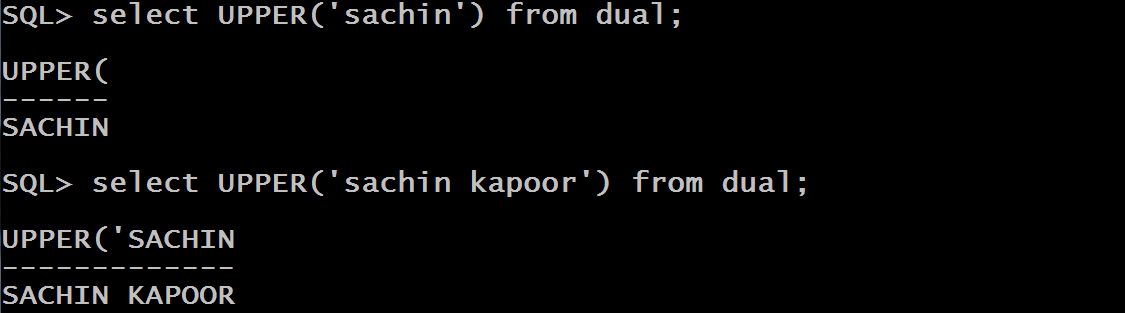 SQL> select UPPER('sachin') from dual;
UPPER(
------
SACHIN
SQL> select UPPER('sachin kapoor') from dual;
UPPER('SACHIN
-------------
SACHIN KAPOOR